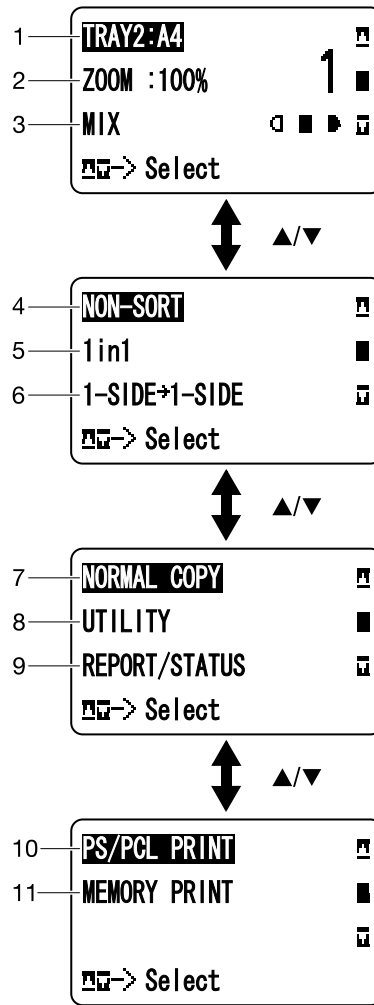 1 TRAY2:A4
2 ZOOM :100% 1
3 MIX
-> Select
▲/▼
4 NON-SORT
5 1in1
6 1-SIDE→1-SIDE
-> Select
▲/▼
7 NORMAL COPY
8 UTILITY
9 REPORT/STATUS
-> Select
▲/▼
10 PS/PCL PRINT
11 MEMORY PRINT
-> Select